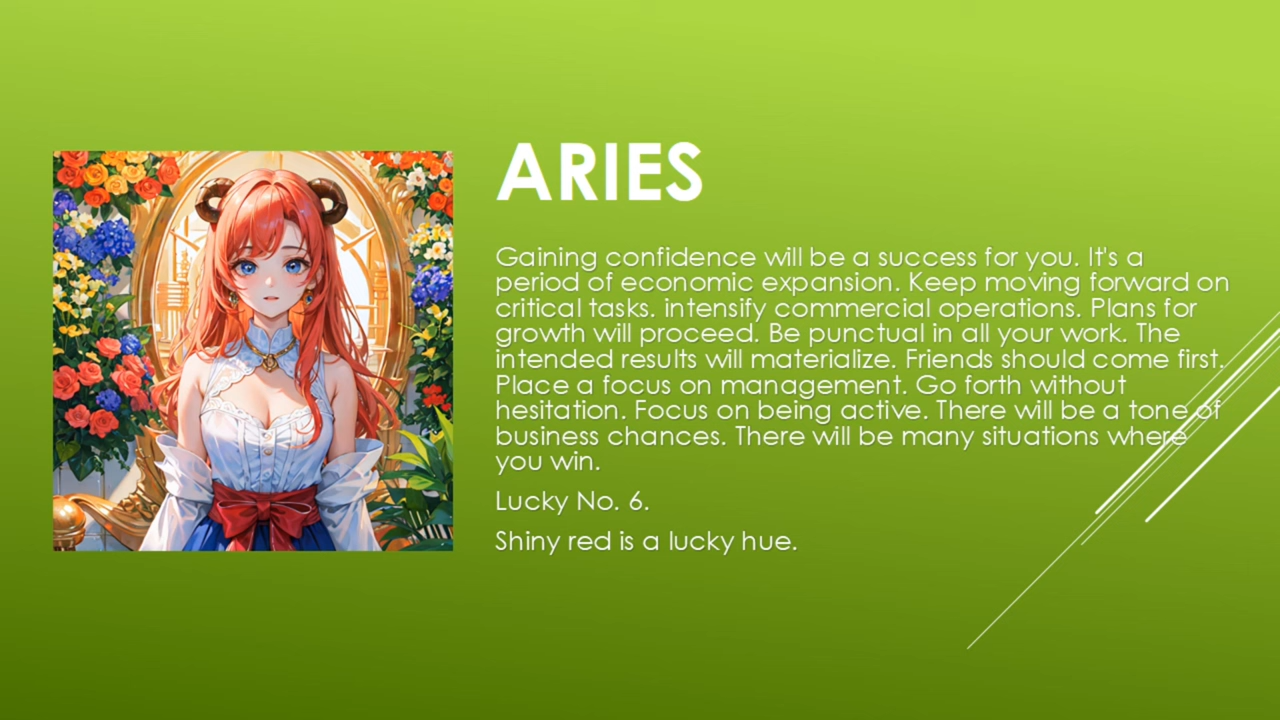 ARIES
Gaining confidence will be a success for you. It's a
period of economic expansion. Keep moving forward on
critical tasks. intensify commercial operations. Plans for
growth will proceed. Be punctual in all your work. The
intended results will materialize. Friends should come first.
Place a focus on management. Go forth without
hesitation. Focus on being active. There will be a tone of
business chances. There will be many situations where
you win.
Lucky No. 6.
Shiny red is a lucky hue.